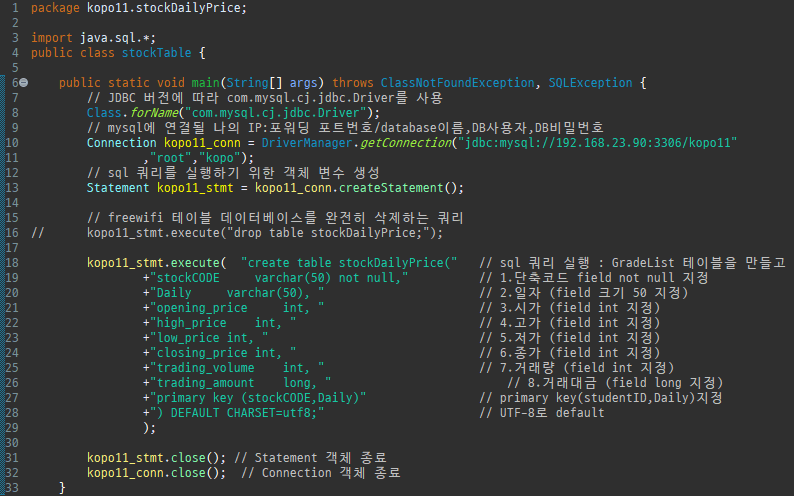 1 package kopo11.stockDailyPrice;
2
3 import java.sql.*;
4 public class stockTable {
5
6 public static void main(String[] args) throws ClassNotFoundException, SQLException {
7 // JDBC 버전에 따라 com.mysql.cj.jdbc.Driver를 사용
8 Class.forName("com.mysql.cj.jdbc.Driver");
9 // mysql에 연결될 나의 IP:포워딩 포트번호/database이름,DB사용자,DB비밀번호
10 Connection kopo11_conn = DriverManager.getConnection("jdbc:mysql://192.168.23.90:3306/kopo11"
11 ,"root","kopo");
12 // sql 쿼리를 실행하기 위한 객체 변수 생성
13 Statement kopo11_stmt = kopo11_conn.createStatement();
14
15 // freewifi 테이블 데이터베이스를 완전히 삭제하는 쿼리
16 // kopo11_stmt.execute("drop table stockDailyPrice;");
17
18 kopo11_stmt.execute( "create table stockDailyPrice(" // sql 쿼리 실행 : GradeList 테이블을 만들고
19 +"stockCODE varchar(50) not null," // 1.단축코드 field not null 지정
20 +"Daily varchar(50), " // 2.일자 (field 크기 50 지정)
21 +"opening_price int, " // 3.시가 (field int 지정)
22 +"high_price int, " // 4.고가 (field int 지정)
23 +"low_price int, " // 5.저가 (field int 지정)
24 +"closing_price int, " // 6.종가 (field int 지정)
25 +"trading_volume int, " // 7.거래량 (field int 지정)
26 +"trading_amount long, " // 8.거래대금 (field long 지정)
27 +"primary key (stockCODE,Daily)" // primary key(studentID,Daily)지정
28 +") DEFAULT CHARSET=utf8;" // UTF-8로 default
29 );
30
31 kopo11_stmt.close(); // Statement 객체 종료
32 kopo11_conn.close(); // Connection 객체 종료
33 }